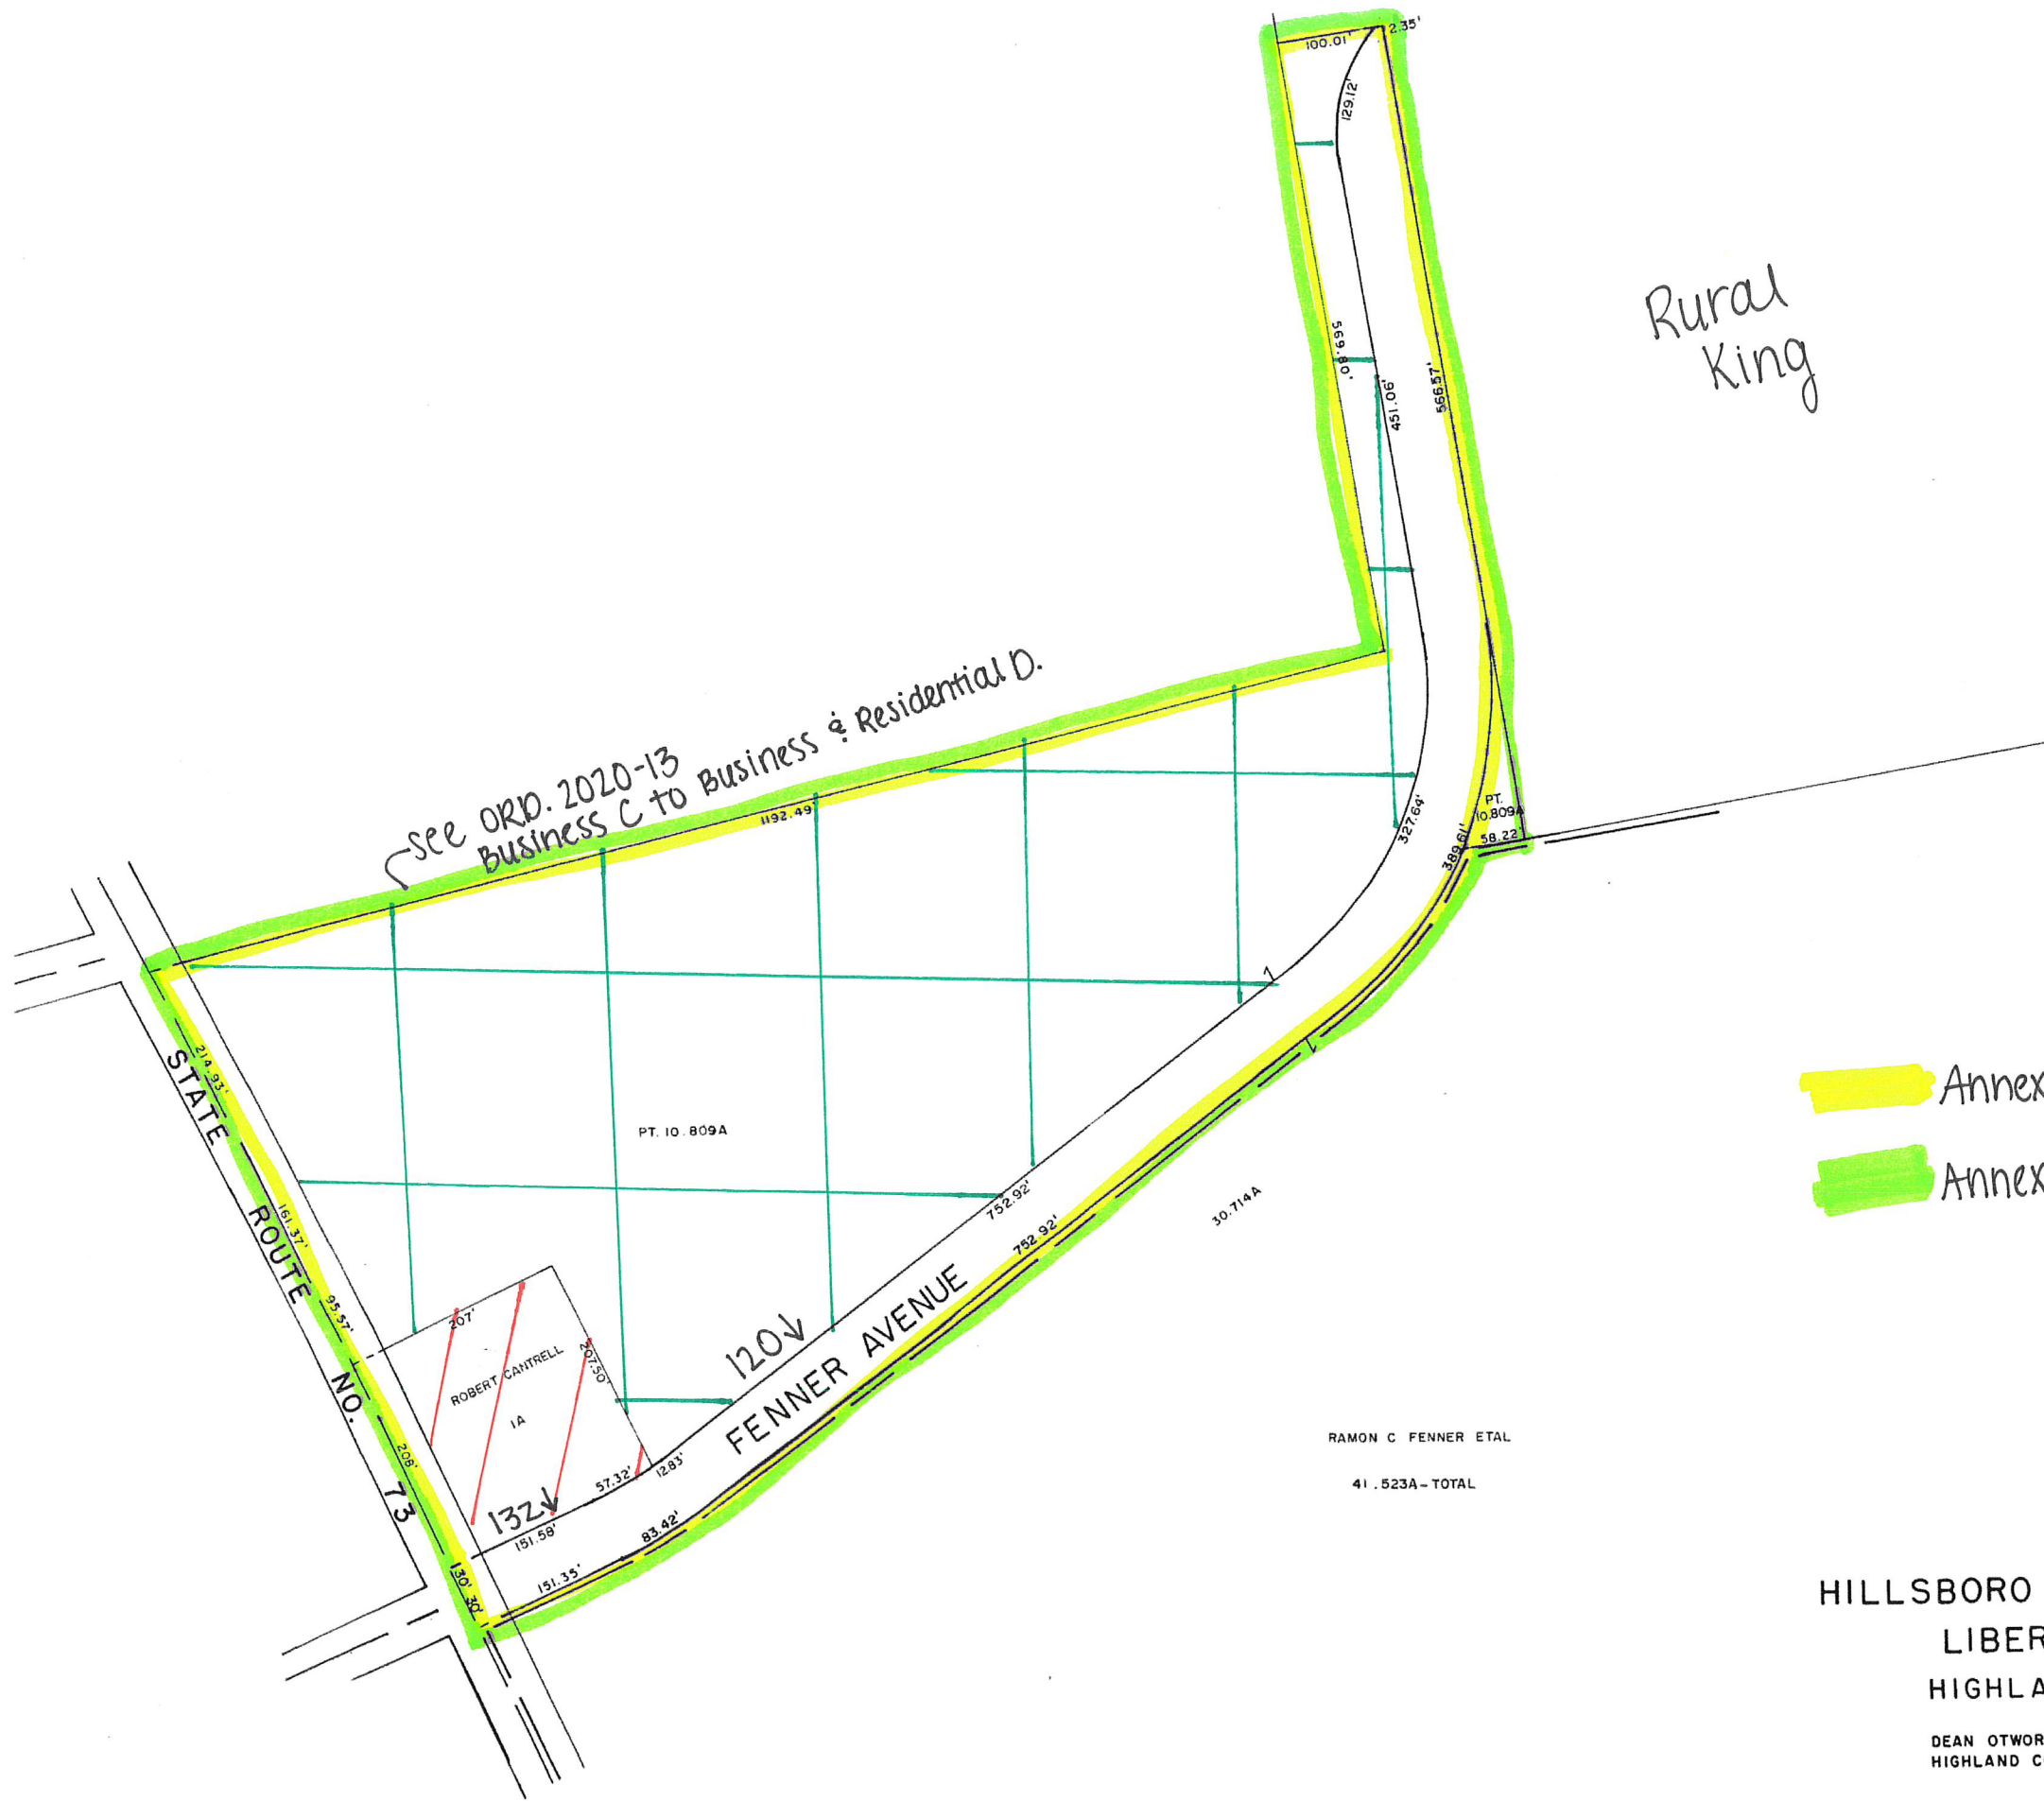 100.01'
2.35'
129.12'
569.80'
451.06'
566.57'
Rural
King
see ORD. 2020-13
Business C to Business & Residential D.
1192.49'
327.64'
389.61'
PT.
10.809A
58.22'
STATE ROUTE NO. 73
214.93'
161.37'
95.57'
208'
130'
30'
PT. 10.809A
752.92'
752.92'
30.714A
Annex
Annex
207'
207.50'
ROBERT CANTRELL
1A
120↓
FENNER AVENUE
132↓
57.32'
12.83'
151.58'
83.42'
151.35'
RAMON C FENNER ETAL
41.523A-TOTAL
HILLSBORO
LIBER
HIGHLA
DEAN OTWOR
HIGHLAND C